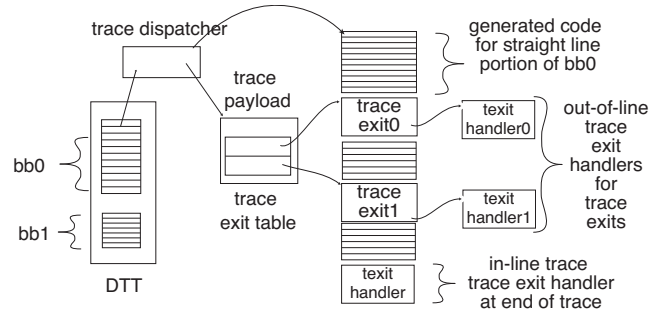 trace dispatcher
generated code
for straight line
portion of bb0
trace
payload
trace
exit0
texit
handler0
out-of-line
trace
exit
handlers
for
trace
exits
bb0
trace
exit table
trace
exit1
texit
handler1
bb1
DTT
texit
handler
in-line trace
trace exit handler
at end of trace